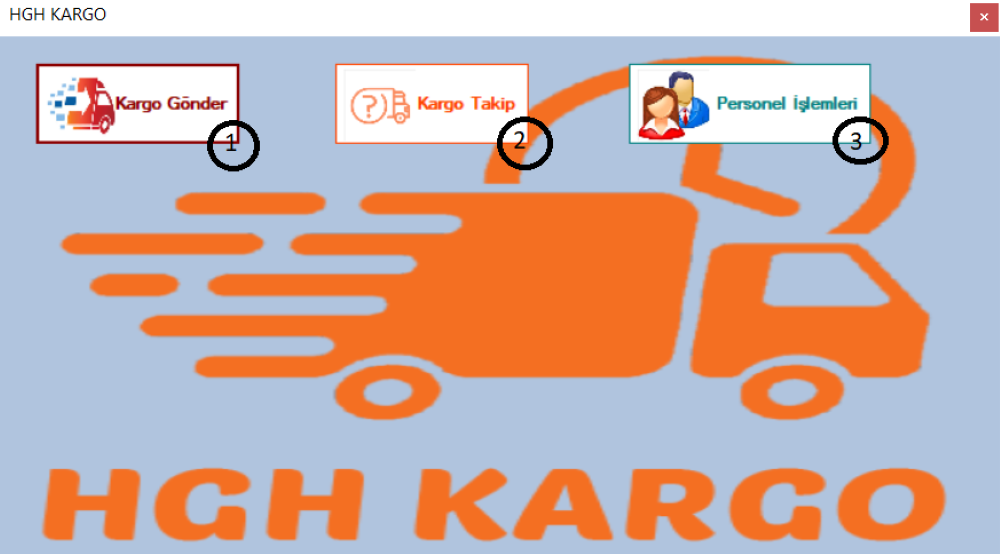 HGH KARGO
Kargo Gönder
Kargo Takip
Personel İşlemleri
1
2
3
HGH KARGO